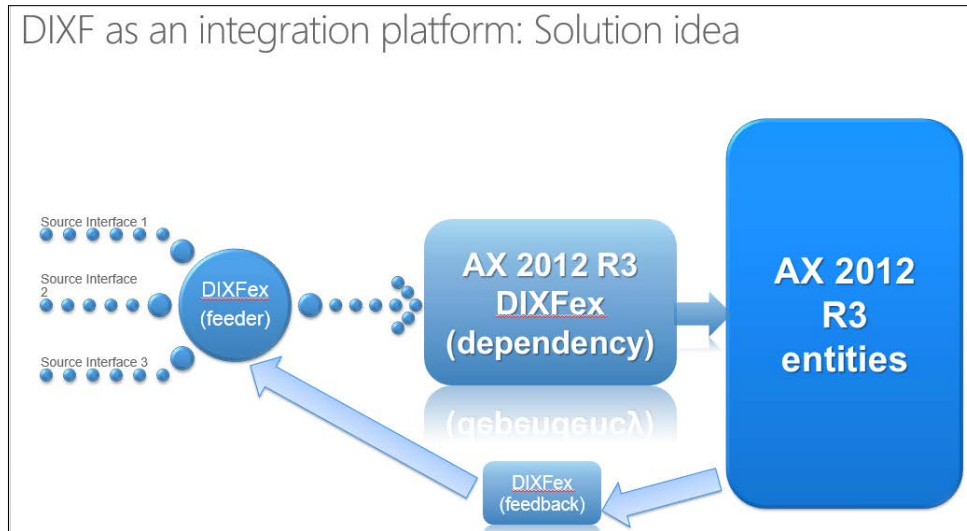 DIXF as an integration platform: Solution idea
Source Interface 1
Source Interface
2
Source Interface 3
DIXFex
(feeder)
AX 2012 R3
DIXFex
(dependency)
AX 2012
R3
entities
DIXFex
(feedback)